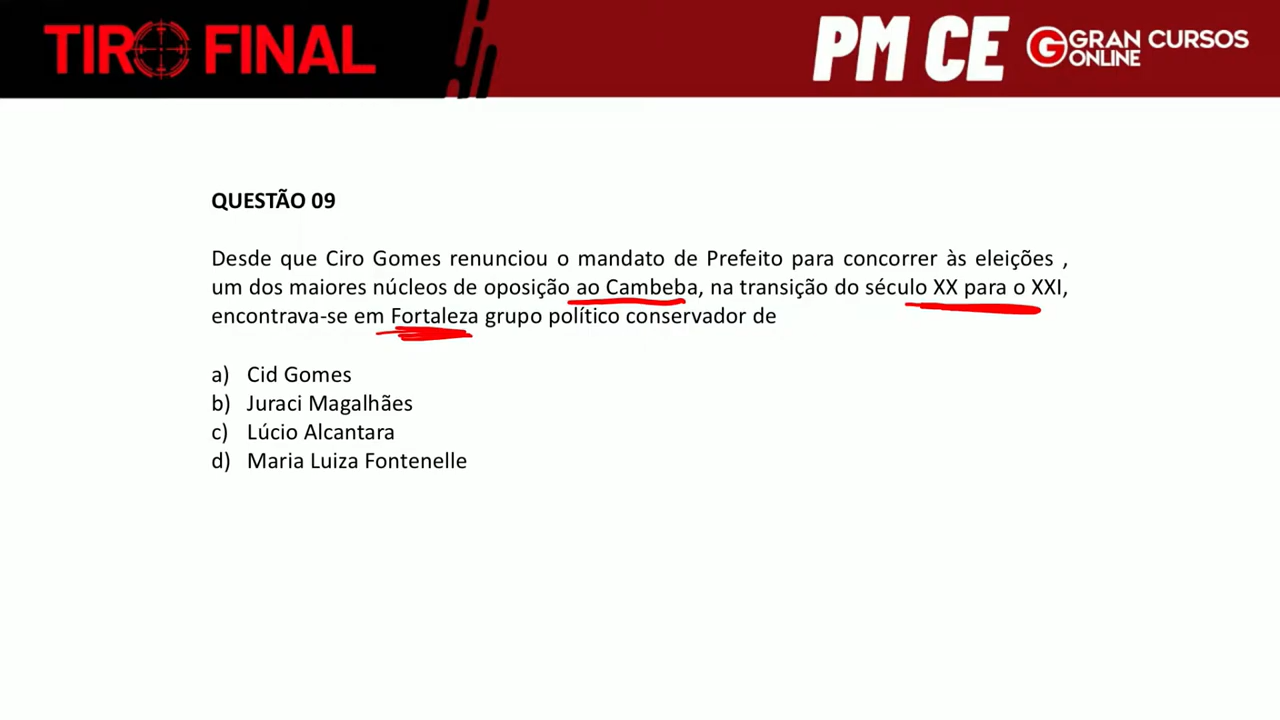 TIRO FINAL
PM CE
GRAN CURSOS
ONLINE
QUESTÃO 09
Desde que Ciro Gomes renunciou o mandato de Prefeito para concorrer às eleições ,
um dos maiores núcleos de oposição ao Cambeba, na transição do século XX para o XXI,
encontrava-se em Fortaleza grupo político conservador de
a) Cid Gomes
b) Juraci Magalhães
c) Lúcio Alcantara
d) Maria Luiza Fontenelle